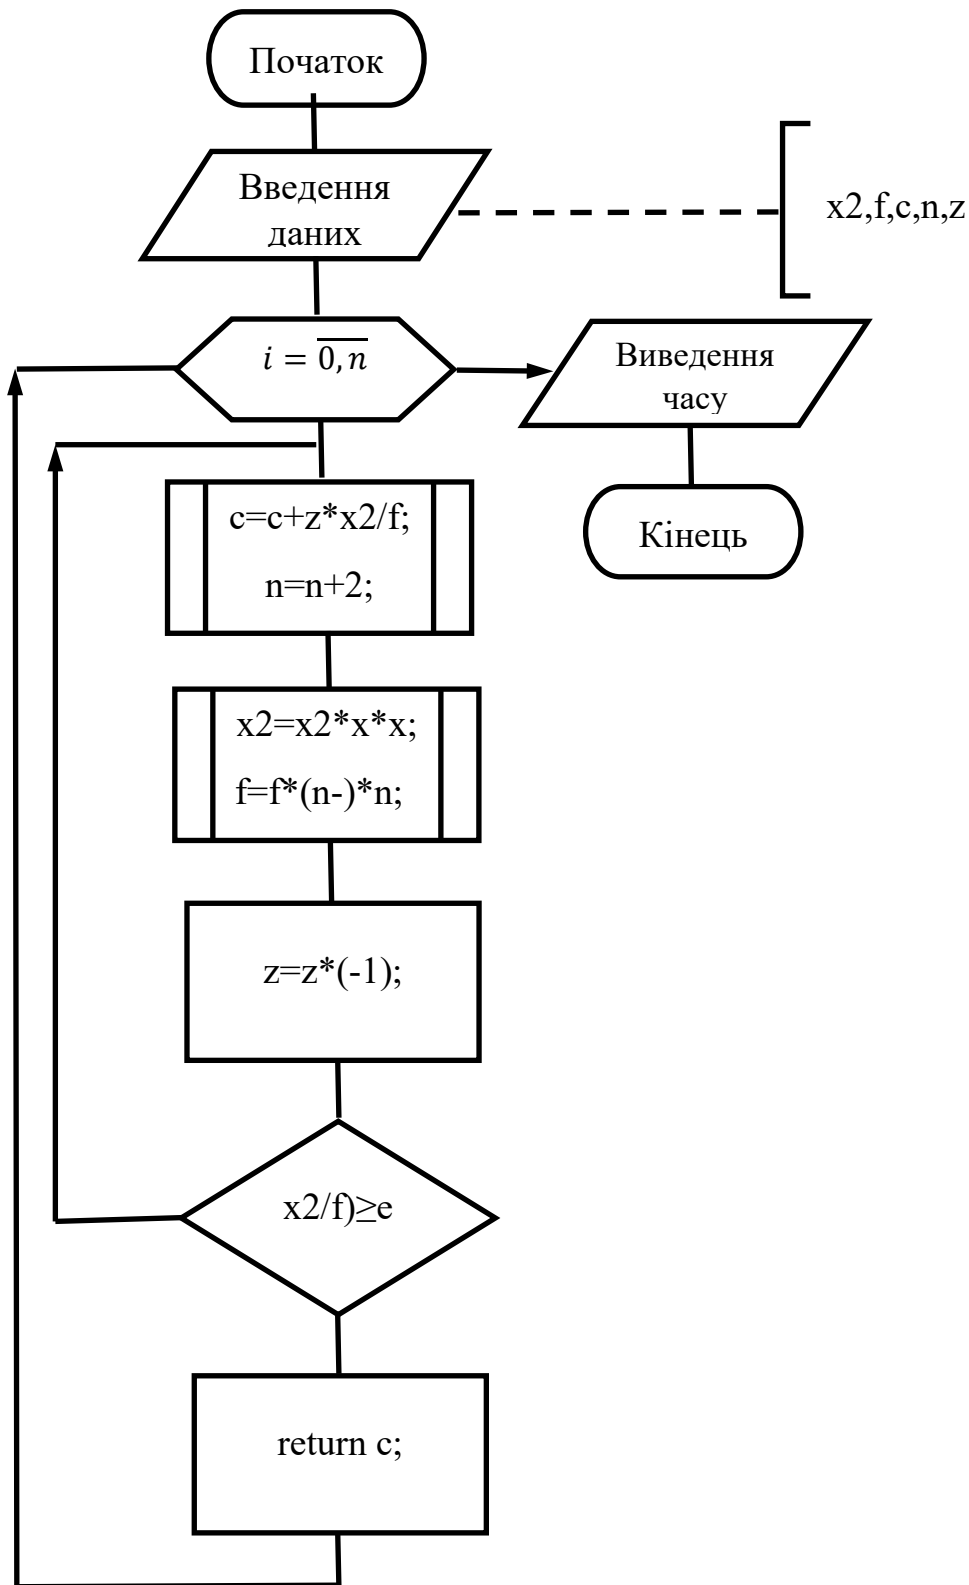 Початок
Введення
даних
x2,f,c,n,z
i = 0,n
Виведення
часу
c=c+z*x2/f;
n=n+2;
Кінець
x2=x2*x*x;
f=f*(n-)*n;
z=z*(-1);
x2/f)≥e
return c;